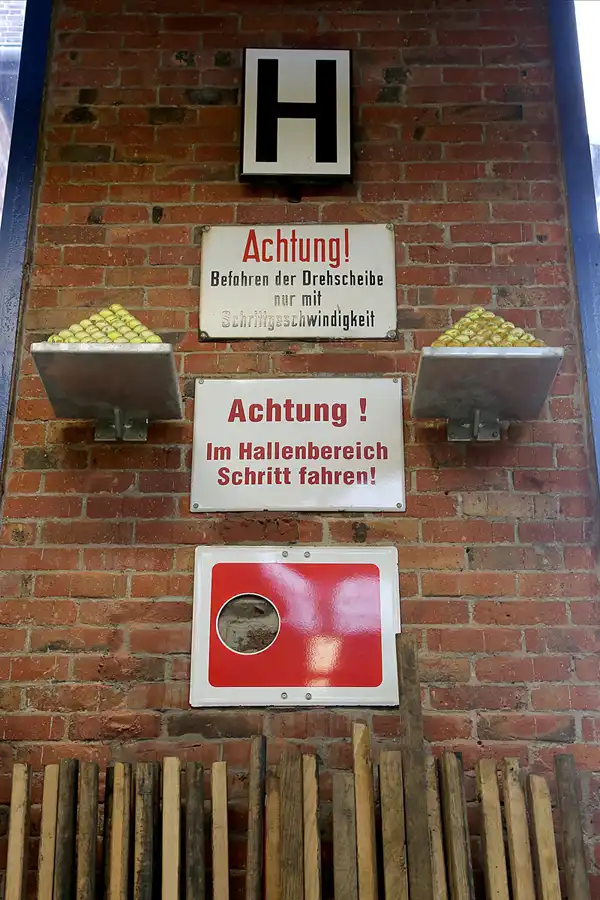 H
Achtung!
Befahren der Drehscheibe
nur mit
Schrittgeschwindigkeit
Achtung !
Im Hallenbereich
Schritt fahren!